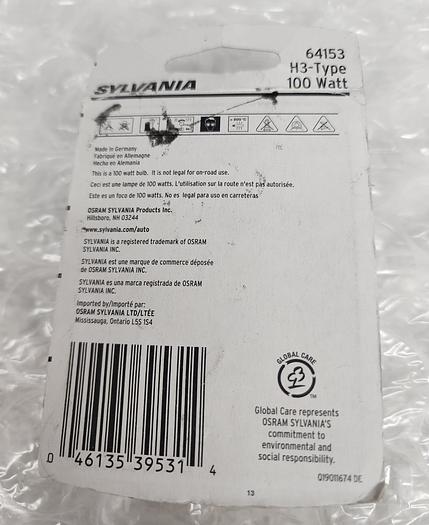 64153
H3-Type
100 Watt
SYLVANIA
Made in Germany
Fabriqué en Allemagne
Hecho en Alemania
This is a 100 watt bulb. It is not legal for on-road use.
Ceci est une lampe de 100 watts. L'utilisation sur la route n'est pas autorisée.
Este es un foco de 100 watts. No es legal para uso en carreteras
OSRAM SYLVANIA Products Inc.
Hillsboro, NH 03244
www.sylvania.com/auto
SYLVANIA is a registered trademark of OSRAM
SYLVANIA INC.
SYLVANIA est une marque de commerce déposée
de OSRAM SYLVANIA INC.
SYLVANIA es una marca registrada de OSRAM
SYLVANIA INC.
Imported by/Importé par:
OSRAM SYLVANIA LTD/LTÉE
Mississauga, Ontario L5S 1S4
0 46135 39531 4
GLOBAL CARE
TM
Global Care represents
OSRAM SYLVANIA'S
commitment to
environmental and
social responsibility.
019011674 DE
13